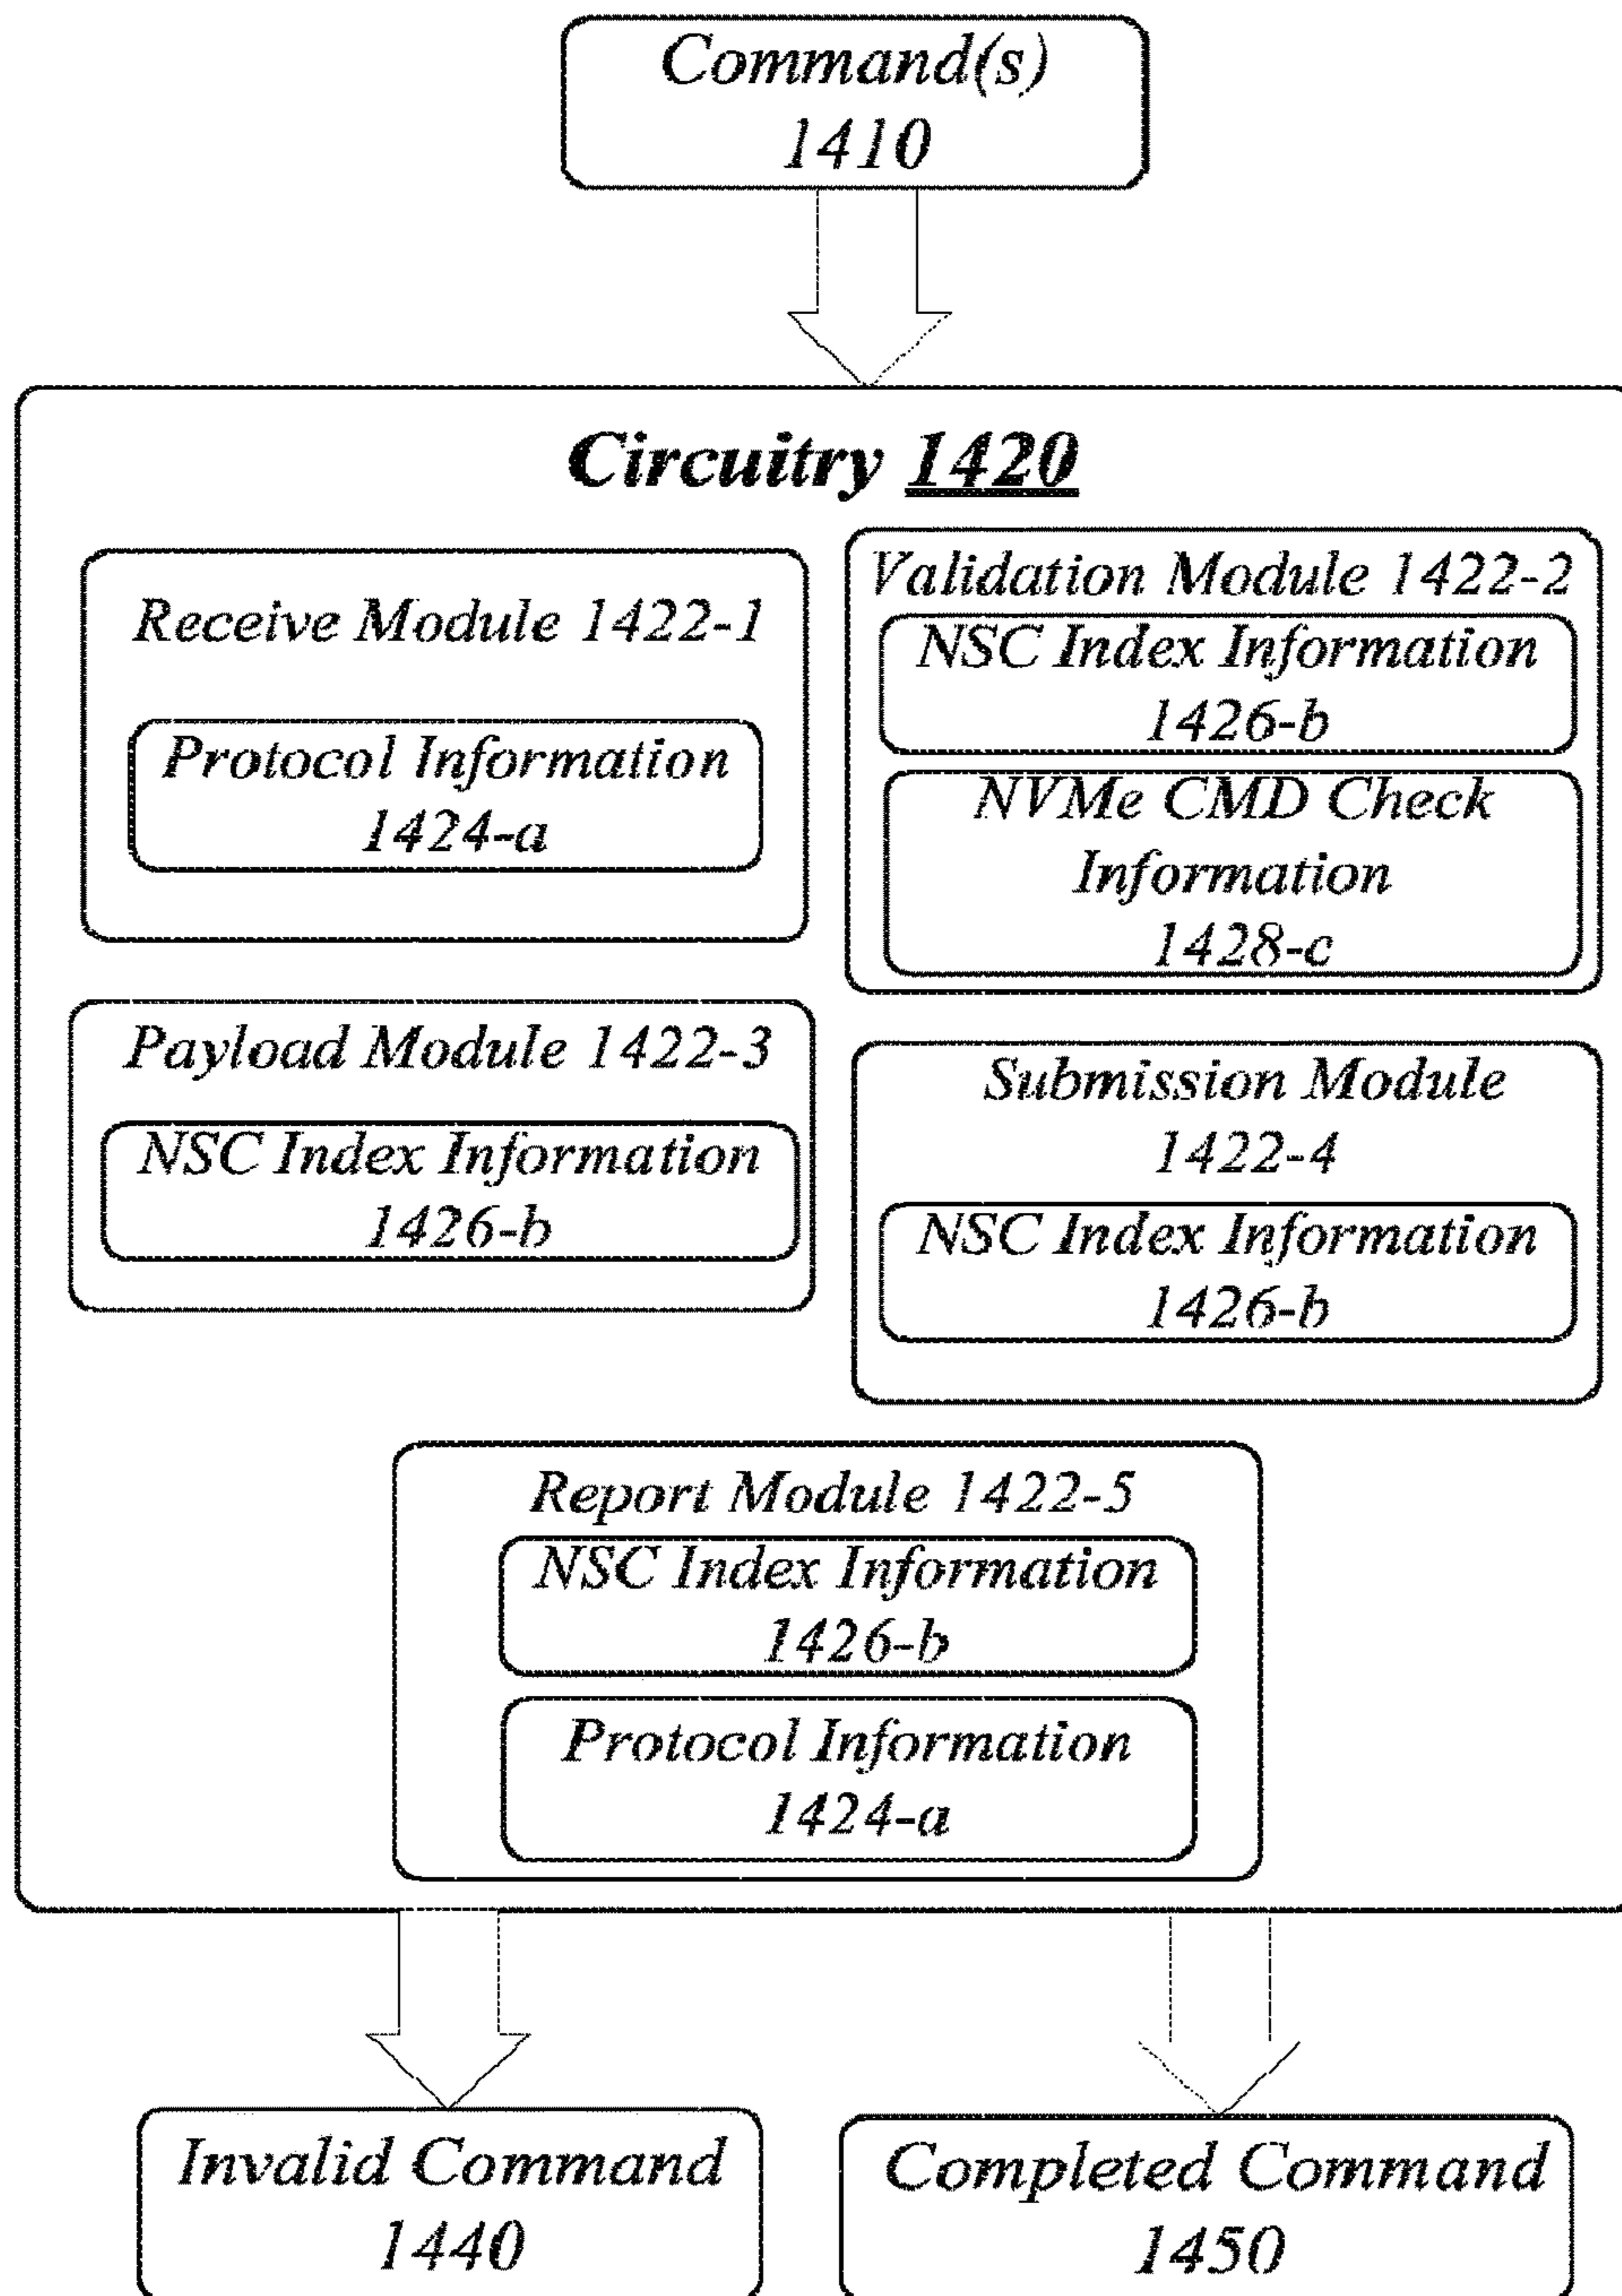 Command(s)
1410
Circuitry 1420
Receive Module 1422-1
Protocol Information
1424-a
Validation Module 1422-2
NSC Index Information
1426-b
NVMe CMD Check
Information
1428-c
Payload Module 1422-3
NSC Index Information
1426-b
Submission Module
1422-4
NSC Index Information
1426-b
Report Module 1422-5
NSC Index Information
1426-b
Protocol Information
1424-a
Invalid Command
1440
Completed Command
1450